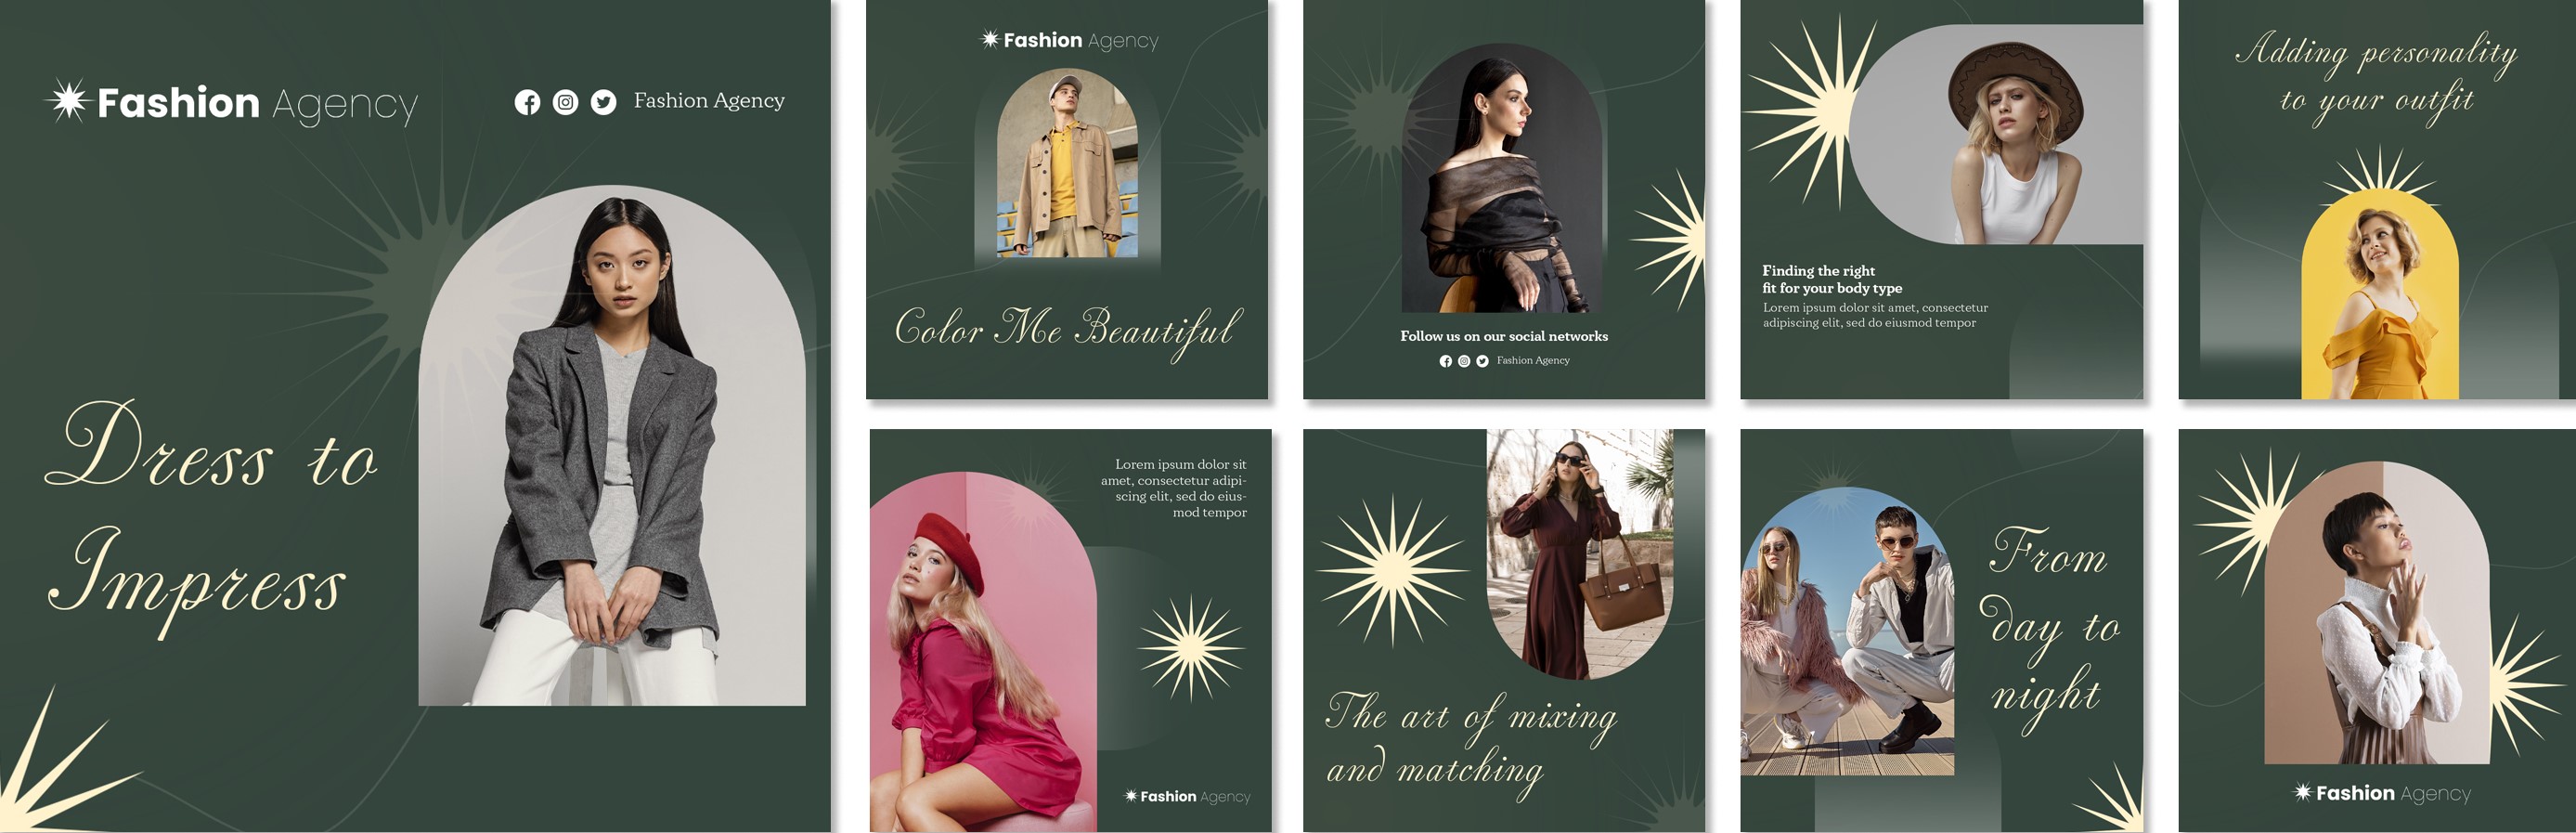 Fashion Agency
Fashion Agency
Dress to
Impress
Fashion Agency
Color Me Beautiful
Follow us on our social networks
Fashion Agency
Finding the right
fit for your body type
Lorem ipsum dolor sit amet, consectetur
adipiscing elit, sed do eiusmod tempor
Adding personality
to your outfit
Lorem ipsum dolor sit
amet, consectetur adipi-
scing elit, sed do eius-
mod tempor
Fashion Agency
The art of mixing
and matching
From
day to
night
Fashion Agency